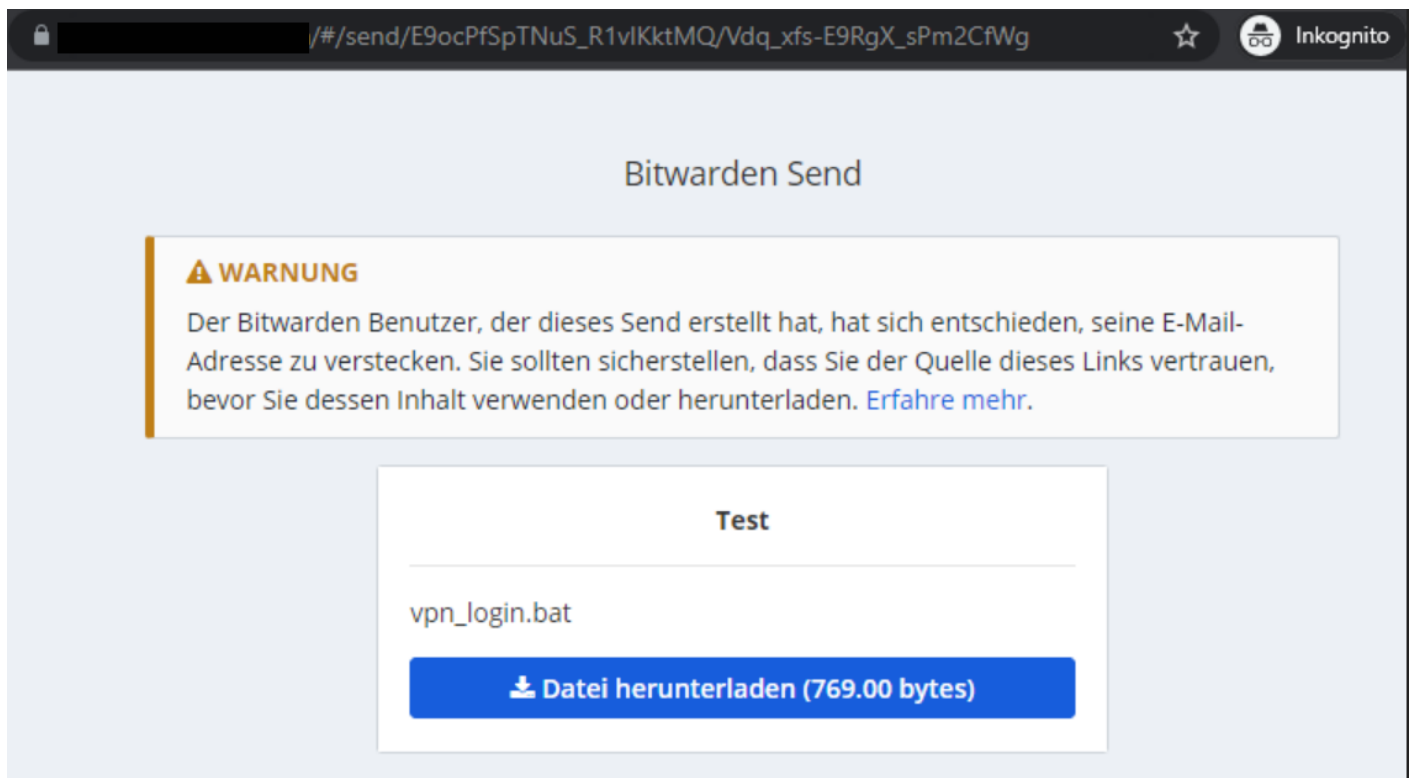 /#/send/E9ocPfSpTNuS_R1vIKktMQ/Vdq_xfs-E9RgX_sPm2CfWg
Inkognito
Bitwarden Send
WARNUNG
Der Bitwarden Benutzer, der dieses Send erstellt hat, hat sich entschieden, seine E-Mail-
Adresse zu verstecken. Sie sollten sicherstellen, dass Sie der Quelle dieses Links vertrauen,
bevor Sie dessen Inhalt verwenden oder herunterladen. Erfahre mehr.
Test
vpn_login.bat
Datei herunterladen (769.00 bytes)